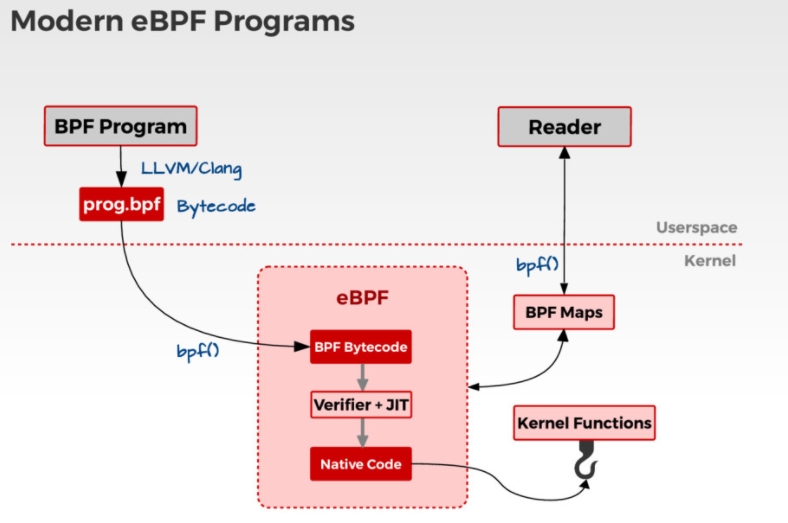 Modern eBPF Programs
BPF Program
Reader
LLVM/Clang
prog.bpf
Bytecode
Userspace
Kernel
bpf()
eBPF
BPF Maps
bpf()
BPF Bytecode
Verifier + JIT
Kernel Functions
Native Code